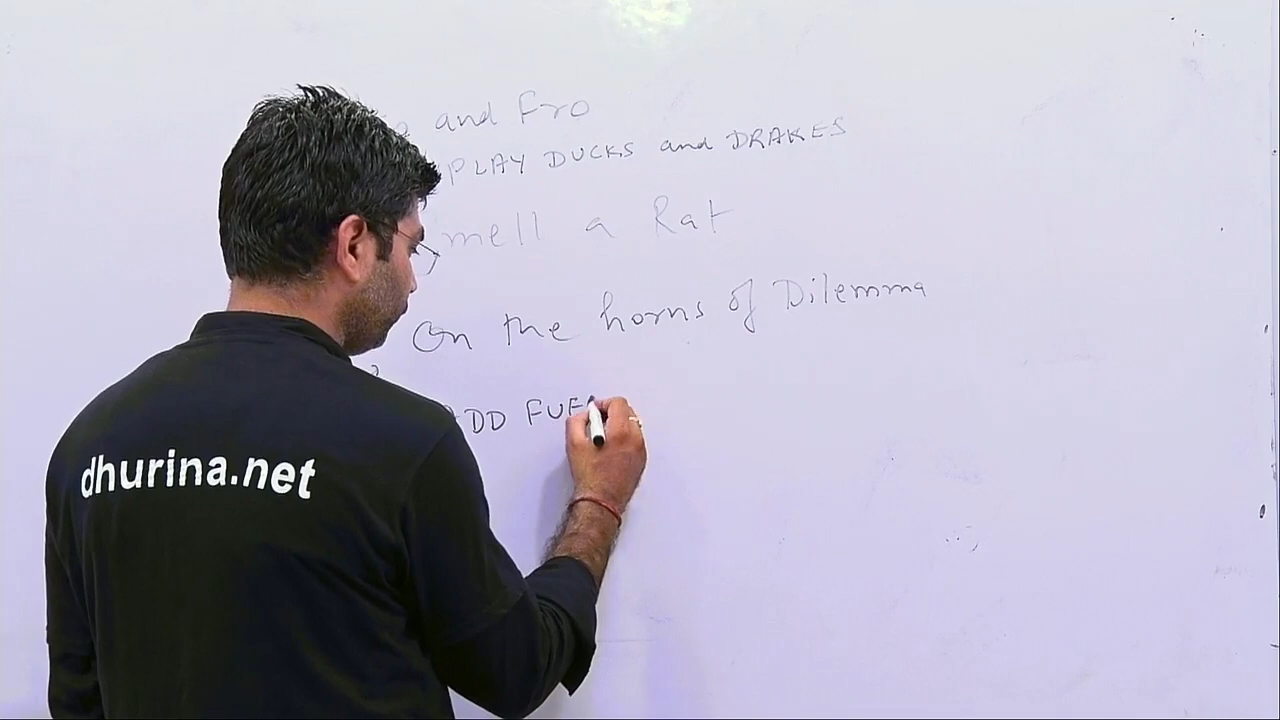 and Fro
PLAY DUCKS and DRAKES
mell a Rat
On the horns of Dilemma
DD FUE
dhurina.net